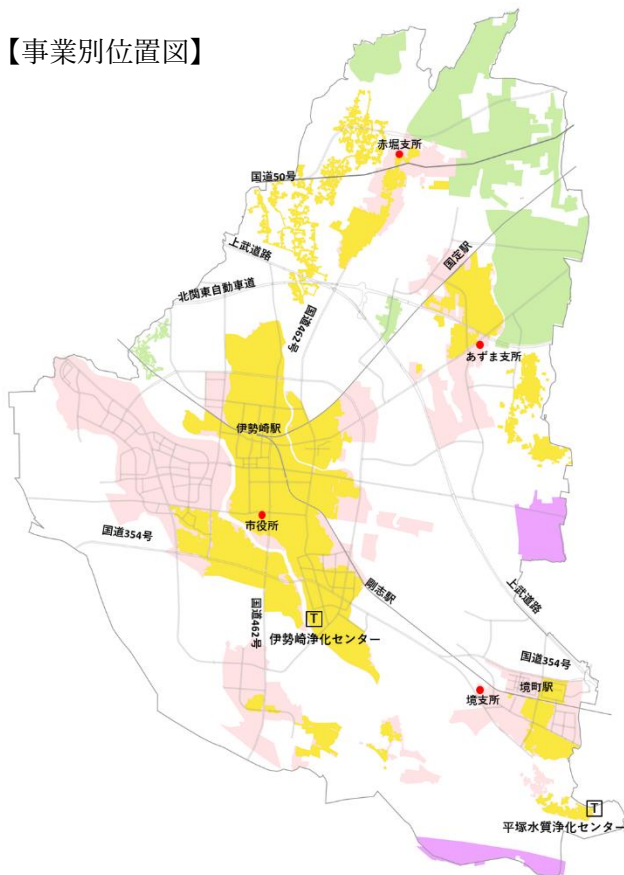 【事業別位置図】
赤堀支所
国道50号
上武道路
国定駅
北関東自動車道
国道462号
あずま支所
伊勢崎駅
市役所
国道354号
剛志駅
上武道路
国道462号
T
伊勢崎浄化センター
国道354号
境町駅
境支所
T
平塚水質浄化センター